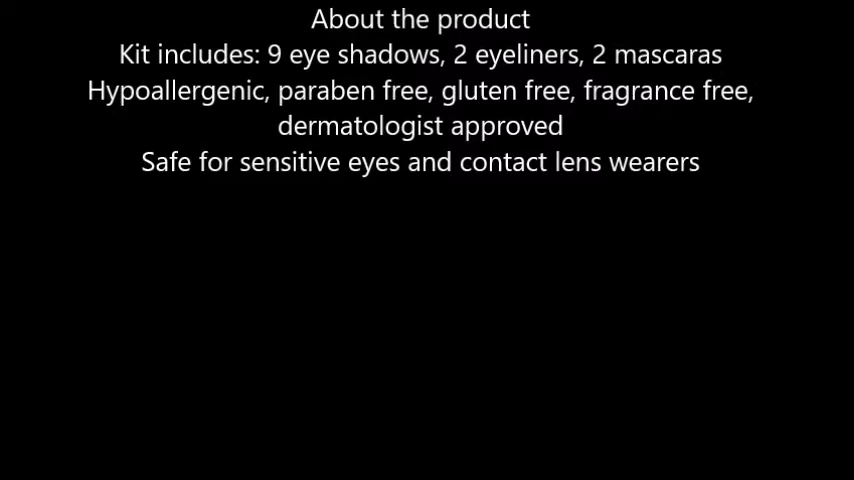 About the product
Kit includes: 9 eye shadows, 2 eyeliners, 2 mascaras
Hypoallergenic, paraben free, gluten free, fragrance free,
dermatologist approved
Safe for sensitive eyes and contact lens wearers